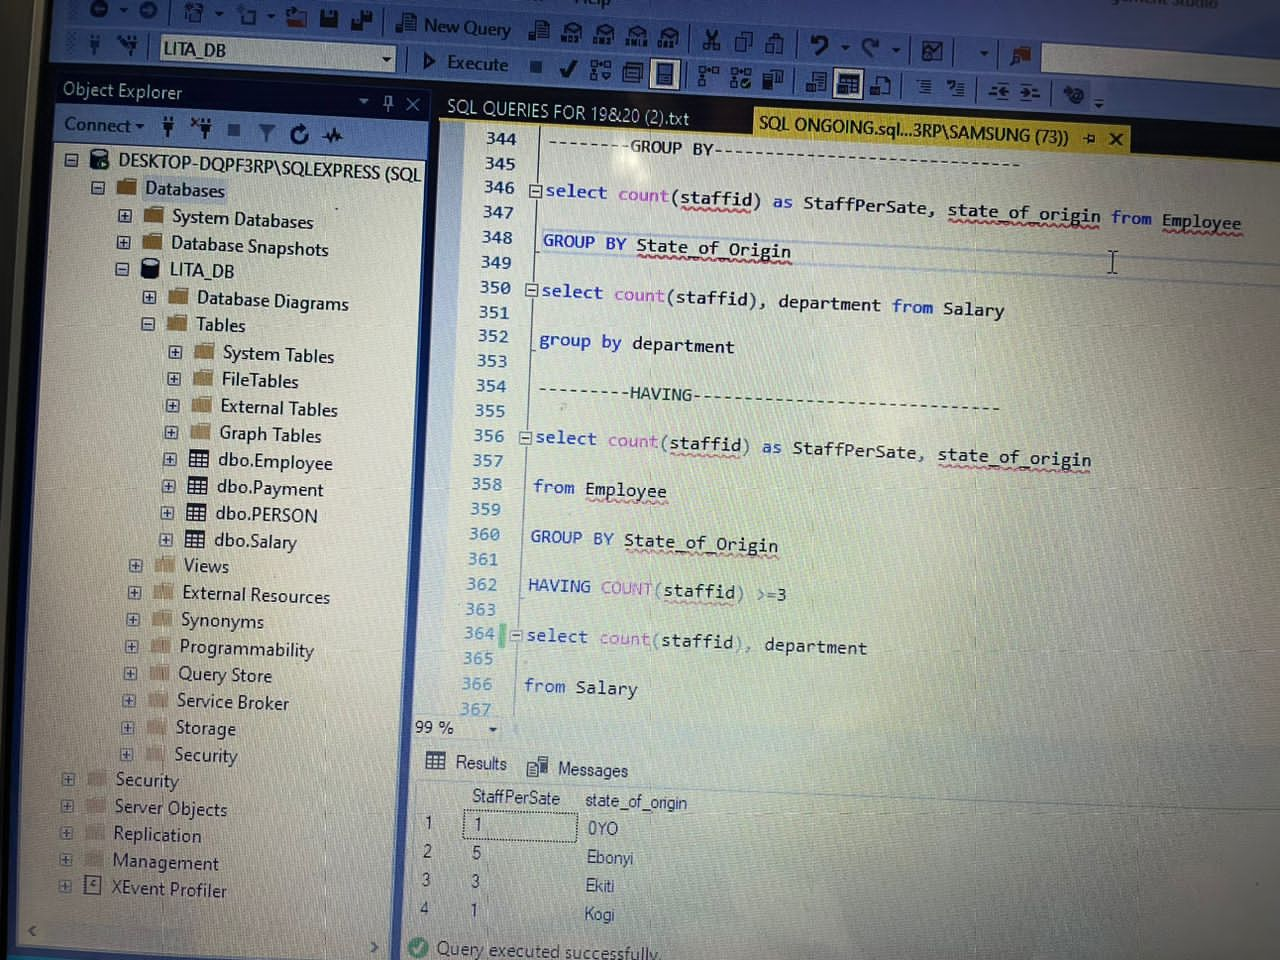 New Query
LITA_DB
Execute
Object Explorer
Connect
DESKTOP-DQPF3RP\SQLEXPRESS (SQL
Databases
System Databases
Database Snapshots
LITA_DB
Database Diagrams
Tables
System Tables
FileTables
External Tables
Graph Tables
dbo.Employee
dbo.Payment
dbo.PERSON
dbo.Salary
Views
External Resources
Synonyms
Programmability
Query Store
Service Broker
Storage
Security
Security
Server Objects
Replication
Management
XEvent Profiler
SQL QUERIES FOR 19&20 (2).txt
SQL ONGOING.sql...3RP\SAMSUNG (73))
344 --------GROUP BY------------------------------
345
346 select count(staffid) as StaffPerSate, state_of_origin from Employee
347
348 GROUP BY State_of_Origin
349
350 select count(staffid), department from Salary
351
352 group by department
353
354 ---------HAVING------------------------------
355
356 select count(staffid) as StaffPerSate, state_of_origin
357
358 from Employee
359
360 GROUP BY State_of_Origin
361
362 HAVING COUNT(staffid) >=3
363
364 select count(staffid), department
365
366 from Salary
367
99 %
Results Messages
StaffPerSate state_of_origin
1 1 OYO
2 5 Ebonyi
3 3 Ekiti
4 1 Kogi
Query executed successfully.